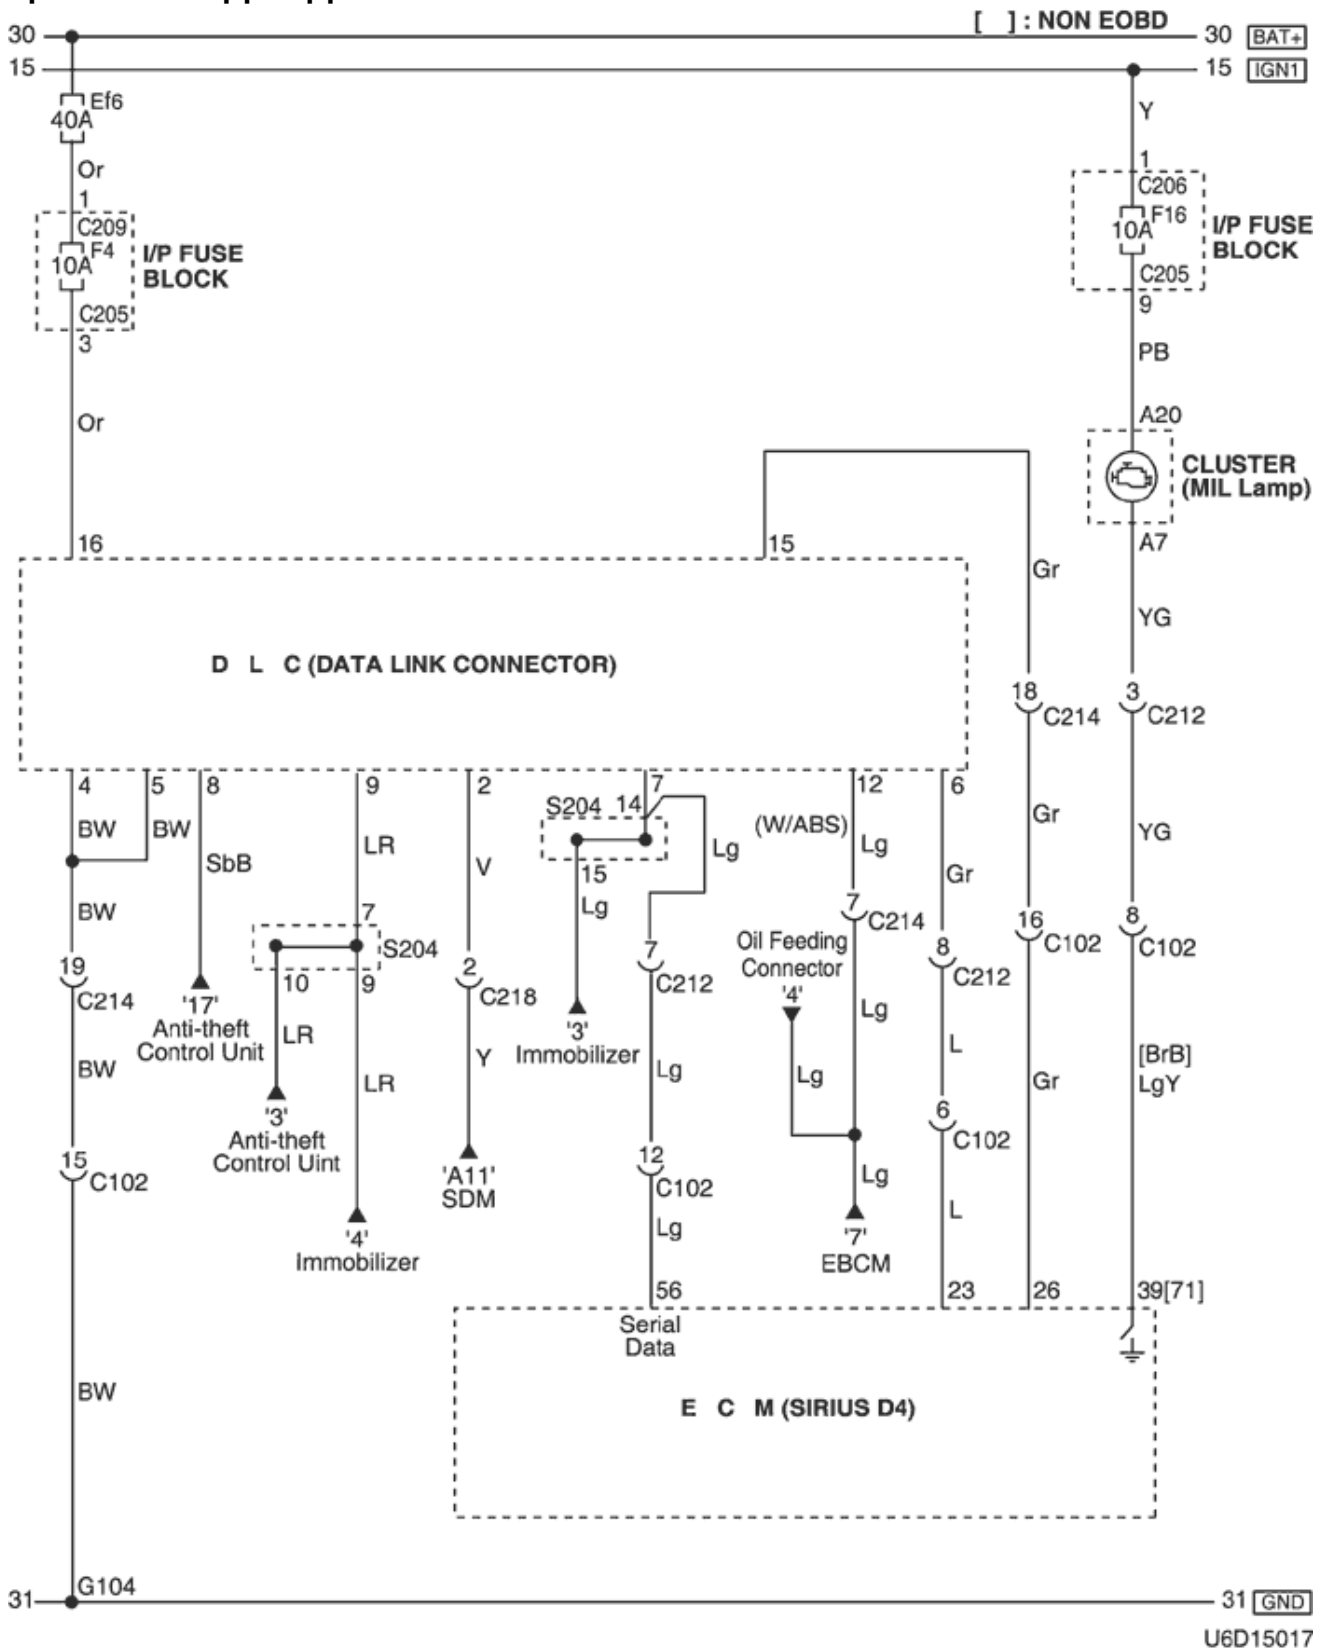 [ ] : NON EOBD
30
30 BAT+
15
15 IGN1
Ef6
40A
Y
Or
1
1
C206
C209
F16
10A
I/P FUSE
BLOCK
F4
10A
I/P FUSE
BLOCK
C205
9
C205
3
PB
A20
Or
CLUSTER
(MIL Lamp)
16
15
A7
Gr
YG
D L C (DATA LINK CONNECTOR)
18
C214
3
C212
4
5
8
9
2
7
12
6
S204
14
BW
BW
(W/ABS)
Gr
YG
LR
Lg
Lg
SbB
V
15
Gr
Lg
BW
7
7
C214
16
C102
8
C102
S204
Oil Feeding
Connector
'4'
19
C214
10
9
2
C218
7
C212
8
C212
'17'
Anti-theft
Control Unit
LR
'3'
Immobilizer
Lg
L
[BrB]
LgY
BW
LR
Y
Lg
Lg
Gr
'3'
Anti-theft
Control Uint
6
C102
15
C102
12
C102
'A11'
SDM
Lg
L
Lg
'4'
Immobilizer
'7'
EBCM
56
23
26
39[71]
Serial
Data
BW
E C M (SIRIUS D4)
G104
31
31 GND
U6D15017